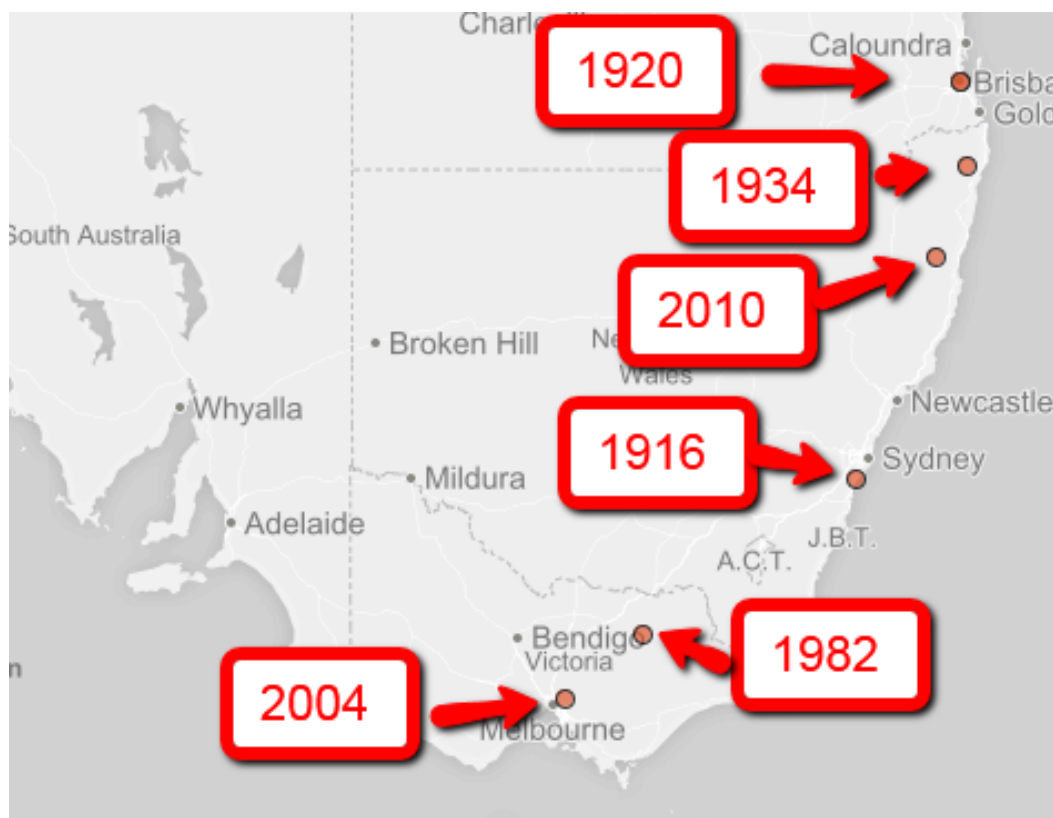 Charle
1920
Caloundra
Brisba
Gold
1934
South Australia
2010
Broken Hill
Ne
Wales
Whyalla
Newcastle
1916
Sydney
Mildura
Adelaide
J.B.T.
A.C.T.
Bendigo
Victoria
1982
2004
Melbourne
n